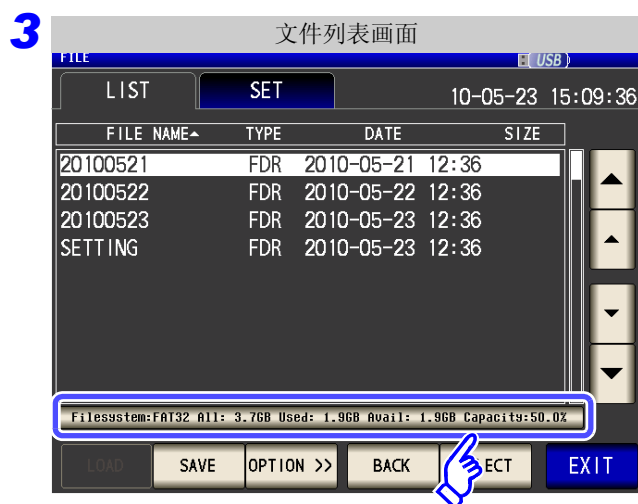 3
文件列表画面
FILE USB
LIST SET 10-05-23 15:09:36
FILE NAME▲ TYPE DATE SIZE
20100521 FDR 2010-05-21 12:36
20100522 FDR 2010-05-22 12:36
20100523 FDR 2010-05-23 12:36
SETTING FDR 2010-05-23 12:36
Filesystem:FAT32 All: 3.7GB Used: 1.9GB Avail: 1.9GB Capacity:50.0%
LOAD SAVE OPTION >> BACK ECT EXIT